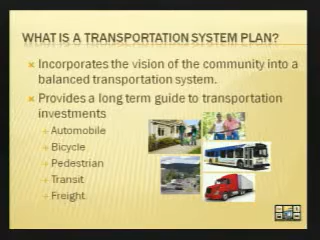 WHAT IS A TRANSPORTATION SYSTEM PLAN?
Incorporates the vision of the community into a
balanced transportation system.
Provides a long term guide to transportation
investments
Automobile
Bicycle
Pedestrian
Transit
Freight